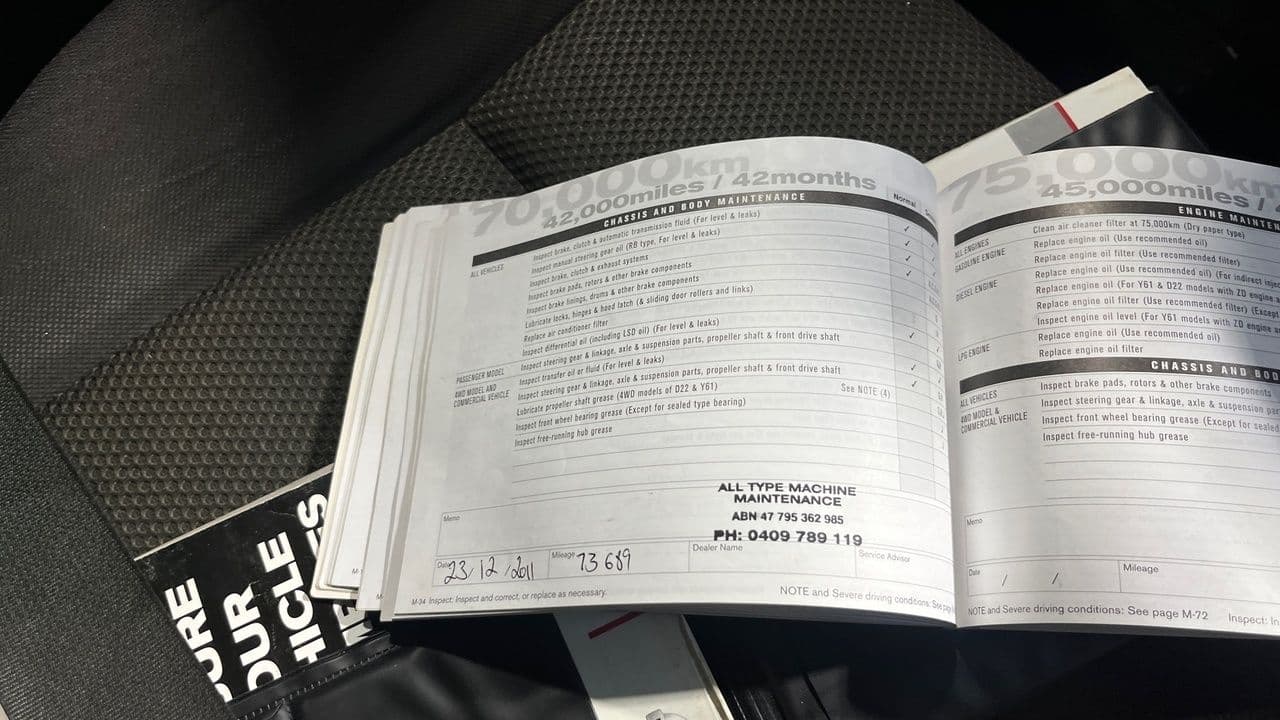 70,000km
42,000miles / 42months
CHASSIS AND BODY MAINTENANCE
Normal
ALL VEHICLES
Inspect brake, clutch & automatic transmission fluid (For level & leaks)
Inspect manual steering gear oil (RB type, For level & leaks)
Inspect brake, clutch & exhaust systems
Inspect brake pads, rotors & other brake components
Inspect brake linings, drums & other brake components
Lubricate locks, hinges & hood latch (& sliding door rollers and links)
Replace air conditioner filter
Inspect differential oil (including LSD oil) (For level & leaks)
PASSENGER MODEL
Inspect steering gear & linkage, axle & suspension parts, propeller shaft & front drive shaft
4WD MODEL AND
COMMERCIAL VEHICLE
Inspect transfer oil or fluid (For level & leaks)
Inspect steering gear & linkage, axle & suspension parts, propeller shaft & front drive shaft
Lubricate propeller shaft grease (4WD models of D22 & Y61) See NOTE (4)
Inspect front wheel bearing grease (Except for sealed type bearing)
Inspect free-running hub grease
ALL TYPE MACHINE
MAINTENANCE
ABN 47 795 362 985
PH: 0409 789 119
Memo
Date 23/12/2011 Mileage 73 689 Dealer Name Service Advisor
M-34 Inspect: Inspect and correct, or replace as necessary.
NOTE and Severe driving conditions: See
75,000km
45,000miles /
ENGINE
ALL ENGINES
Clean air cleaner filter at 75,000km (Dry paper type)
GASOLINE ENGINE
Replace engine oil (Use recommended oil)
Replace engine oil filter (Use recommended filter)
DIESEL ENGINE
Replace engine oil (Use recommended oil) (For indirect
Replace engine oil (For Y61 & D22 models with ZD engine
Replace engine oil filter (Use recommended filter)
Inspect engine oil level (For Y61 models with ZD engine
LPG ENGINE
Replace engine oil (Use recommended oil)
Replace engine oil filter
CHASSIS AND
ALL VEHICLES
Inspect brake pads, rotors & other brake components
4WD MODEL &
COMMERCIAL VEHICLE
Inspect steering gear & linkage, axle & suspension
Inspect front wheel bearing grease (Except for sealed
Inspect free-running hub grease
Memo
Date / / Mileage
NOTE and Severe driving conditions: See page M-72 Inspect: